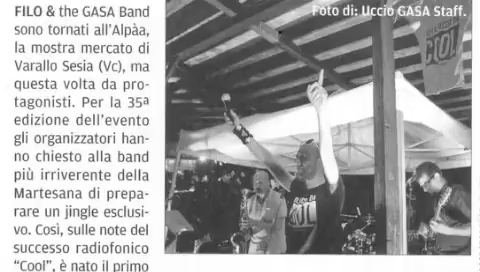 FILO & the GASA Band
sono tornati all'Alpàa,
la mostra mercato di
Varallo Sesia (Vc), ma
questa volta da pro-
tagonisti. Per la 35ª
edizione dell'evento
gli organizzatori han-
no chiesto alla band
più irriverente della
Martesana di prepa-
rare un jingle esclusi-
vo. Così, sulle note del
successo radiofonico
"Cool", è nato il primo
Foto di: Uccio GASA Staff.
COOL
COOL